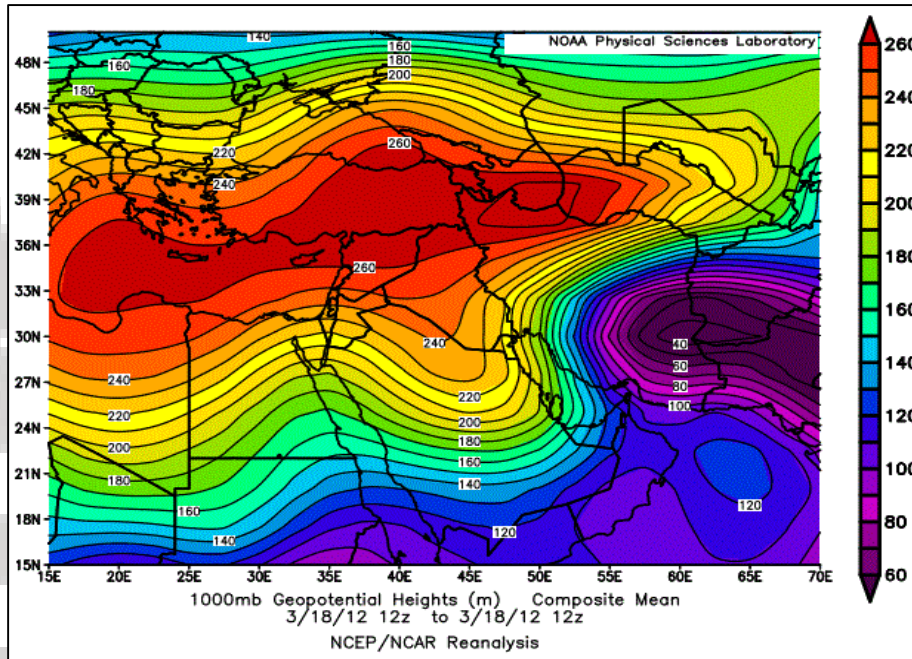 NOAA Physical Sciences Laboratory
140
160
180
200
160
180
220
240
260
260
240
240
220
200
180
160
140
220
200
180
160
140
120
40
60
80
100
120
48N
45N
42N
39N
36N
33N
30N
27N
24N
21N
18N
15N
15E 20E 25E 30E 35E 40E 45E 50E 55E 60E 65E 70E
260
240
220
200
180
160
140
120
100
80
60
1000mb Geopotential Heights (m) Composite Mean
3/18/12 12z to 3/18/12 12z
NCEP/NCAR Reanalysis